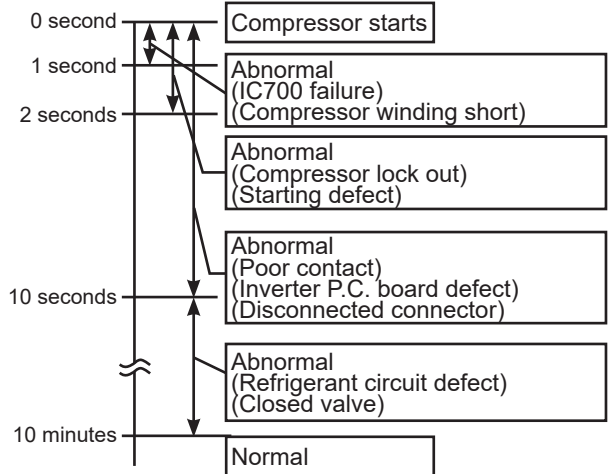 0 second
Compressor starts
1 second
Abnormal
(IC700 failure)
(Compressor winding short)
2 seconds
Abnormal
(Compressor lock out)
(Starting defect)
Abnormal
(Poor contact)
(Inverter P.C. board defect)
(Disconnected connector)
10 seconds
Abnormal
(Refrigerant circuit defect)
(Closed valve)
10 minutes
Normal